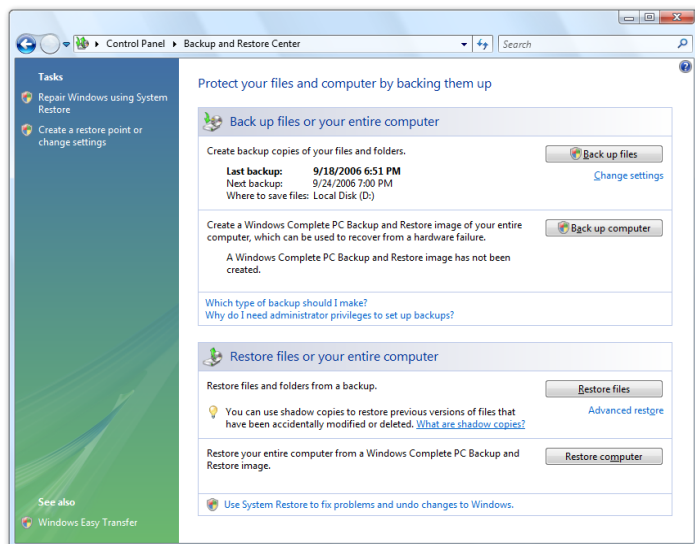 Control Panel
Backup and Restore Center
Search
Tasks
Repair Windows using System
Restore
Create a restore point or
change settings
Protect your files and computer by backing them up
Back up files or your entire computer
Create backup copies of your files and folders.
Back up files
Last backup: 9/18/2006 6:51 PM
Change settings
Next backup: 9/24/2006 7:00 PM
Where to save files: Local Disk (D:)
Create a Windows Complete PC Backup and Restore image of your entire
computer, which can be used to recover from a hardware failure.
Back up computer
A Windows Complete PC Backup and Restore image has not been
created.
Which type of backup should I make?
Why do I need administrator privileges to set up backups?
Restore files or your entire computer
Restore files and folders from a backup.
Restore files
You can use shadow copies to restore previous versions of files that
have been accidentally modified or deleted. What are shadow copies?
Advanced restore
Restore your entire computer from a Windows Complete PC Backup and
Restore image.
Restore computer
Use System Restore to fix problems and undo changes to Windows.
See also
Windows Easy Transfer